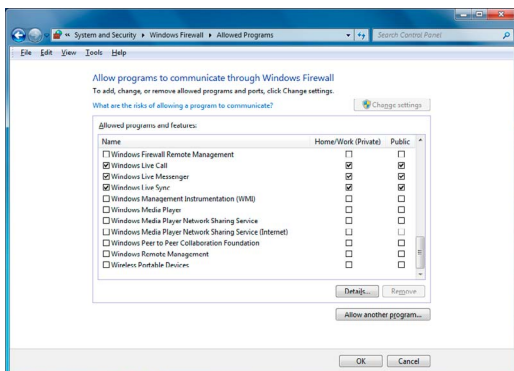 « System and Security ▸ Windows Firewall ▸ Allowed Programs
Search Control Panel
File Edit View Tools Help
Allow programs to communicate through Windows Firewall
To add, change, or remove allowed programs and ports, click Change settings.
What are the risks of allowing a program to communicate?
Change settings
Allowed programs and features:
Name Home/Work (Private) Public
Windows Firewall Remote Management
Windows Live Call
Windows Live Messenger
Windows Live Sync
Windows Management Instrumentation (WMI)
Windows Media Player
Windows Media Player Network Sharing Service
Windows Media Player Network Sharing Service (Internet)
Windows Peer to Peer Collaboration Foundation
Windows Remote Management
Wireless Portable Devices
Details... Remove
Allow another program...
OK Cancel